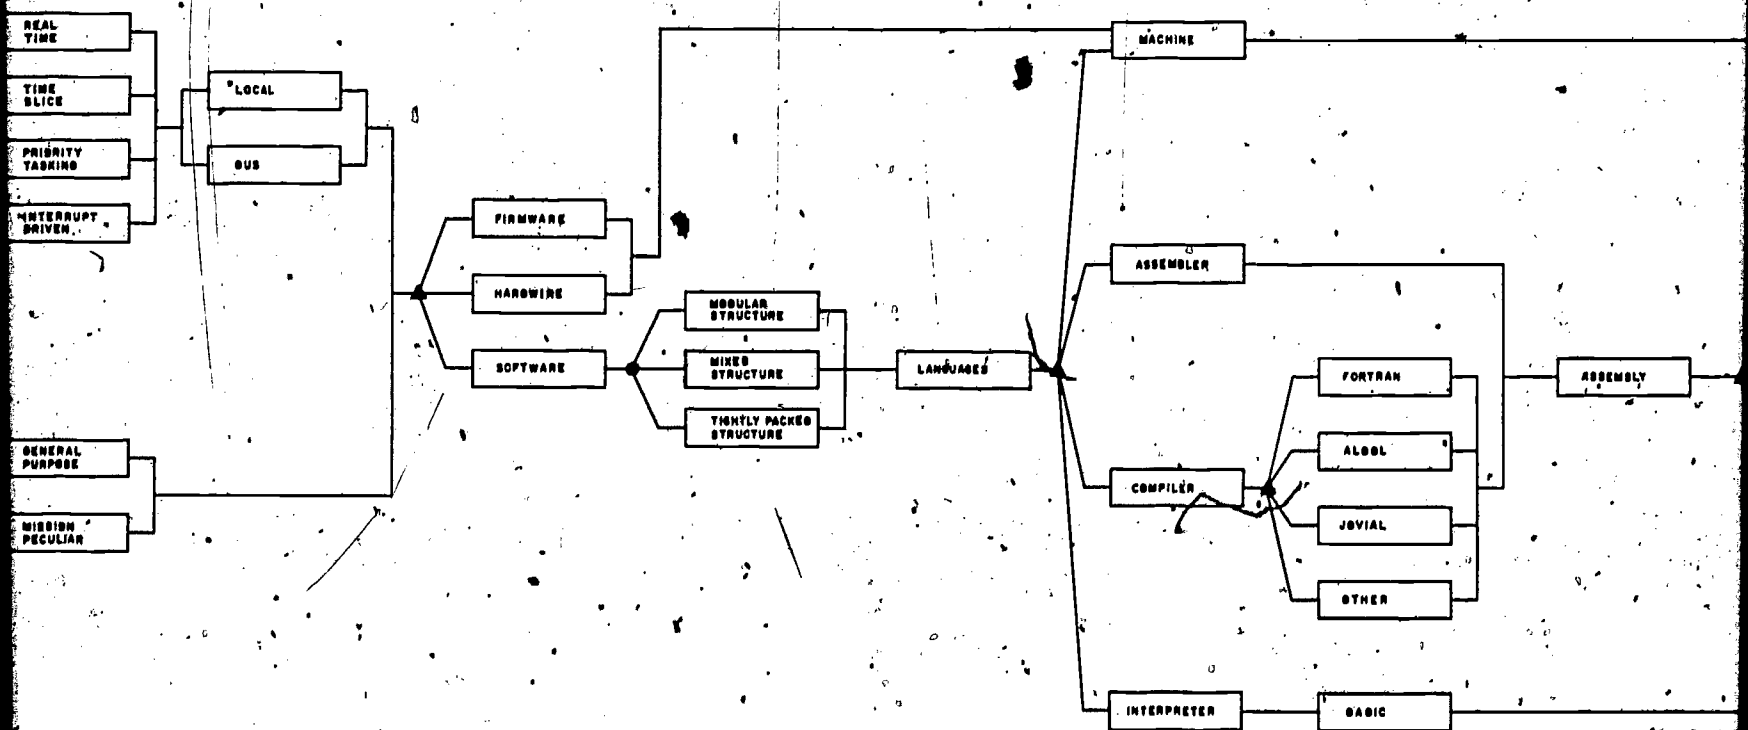 REAL
TIME
TIME
SLICE
PRIORITY
TASKING
INTERRUPT
DRIVEN
GENERAL
PURPOSE
MISSION
PECULIAR
LOCAL
BUS
FIRMWARE
HARDWIRE
SOFTWARE
MODULAR
STRUCTURE
MIXED
STRUCTURE
TIGHTLY PACKED
STRUCTURE
LANGUAGES
MACHINE
ASSEMBLER
COMPILER
INTERPRETER
FORTRAN
ALGOL
JOVIAL
OTHER
BASIC
ASSEMBLY